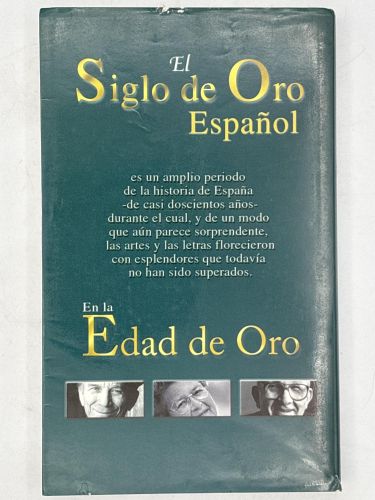 El
Siglo de Oro
Español
es un amplio periodo
de la historia de España
-de casi doscientos años-
durante el cual, y de un modo
que aún parece sorprendente,
las artes y las letras florecieron
con esplendores que todavía
no han sido superados.
En la
Edad de Oro